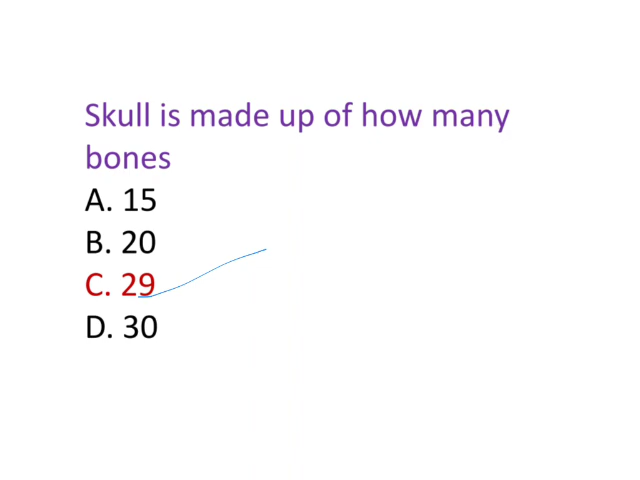 Skull is made up of how many
bones
A. 15
B. 20
C. 29
D. 30